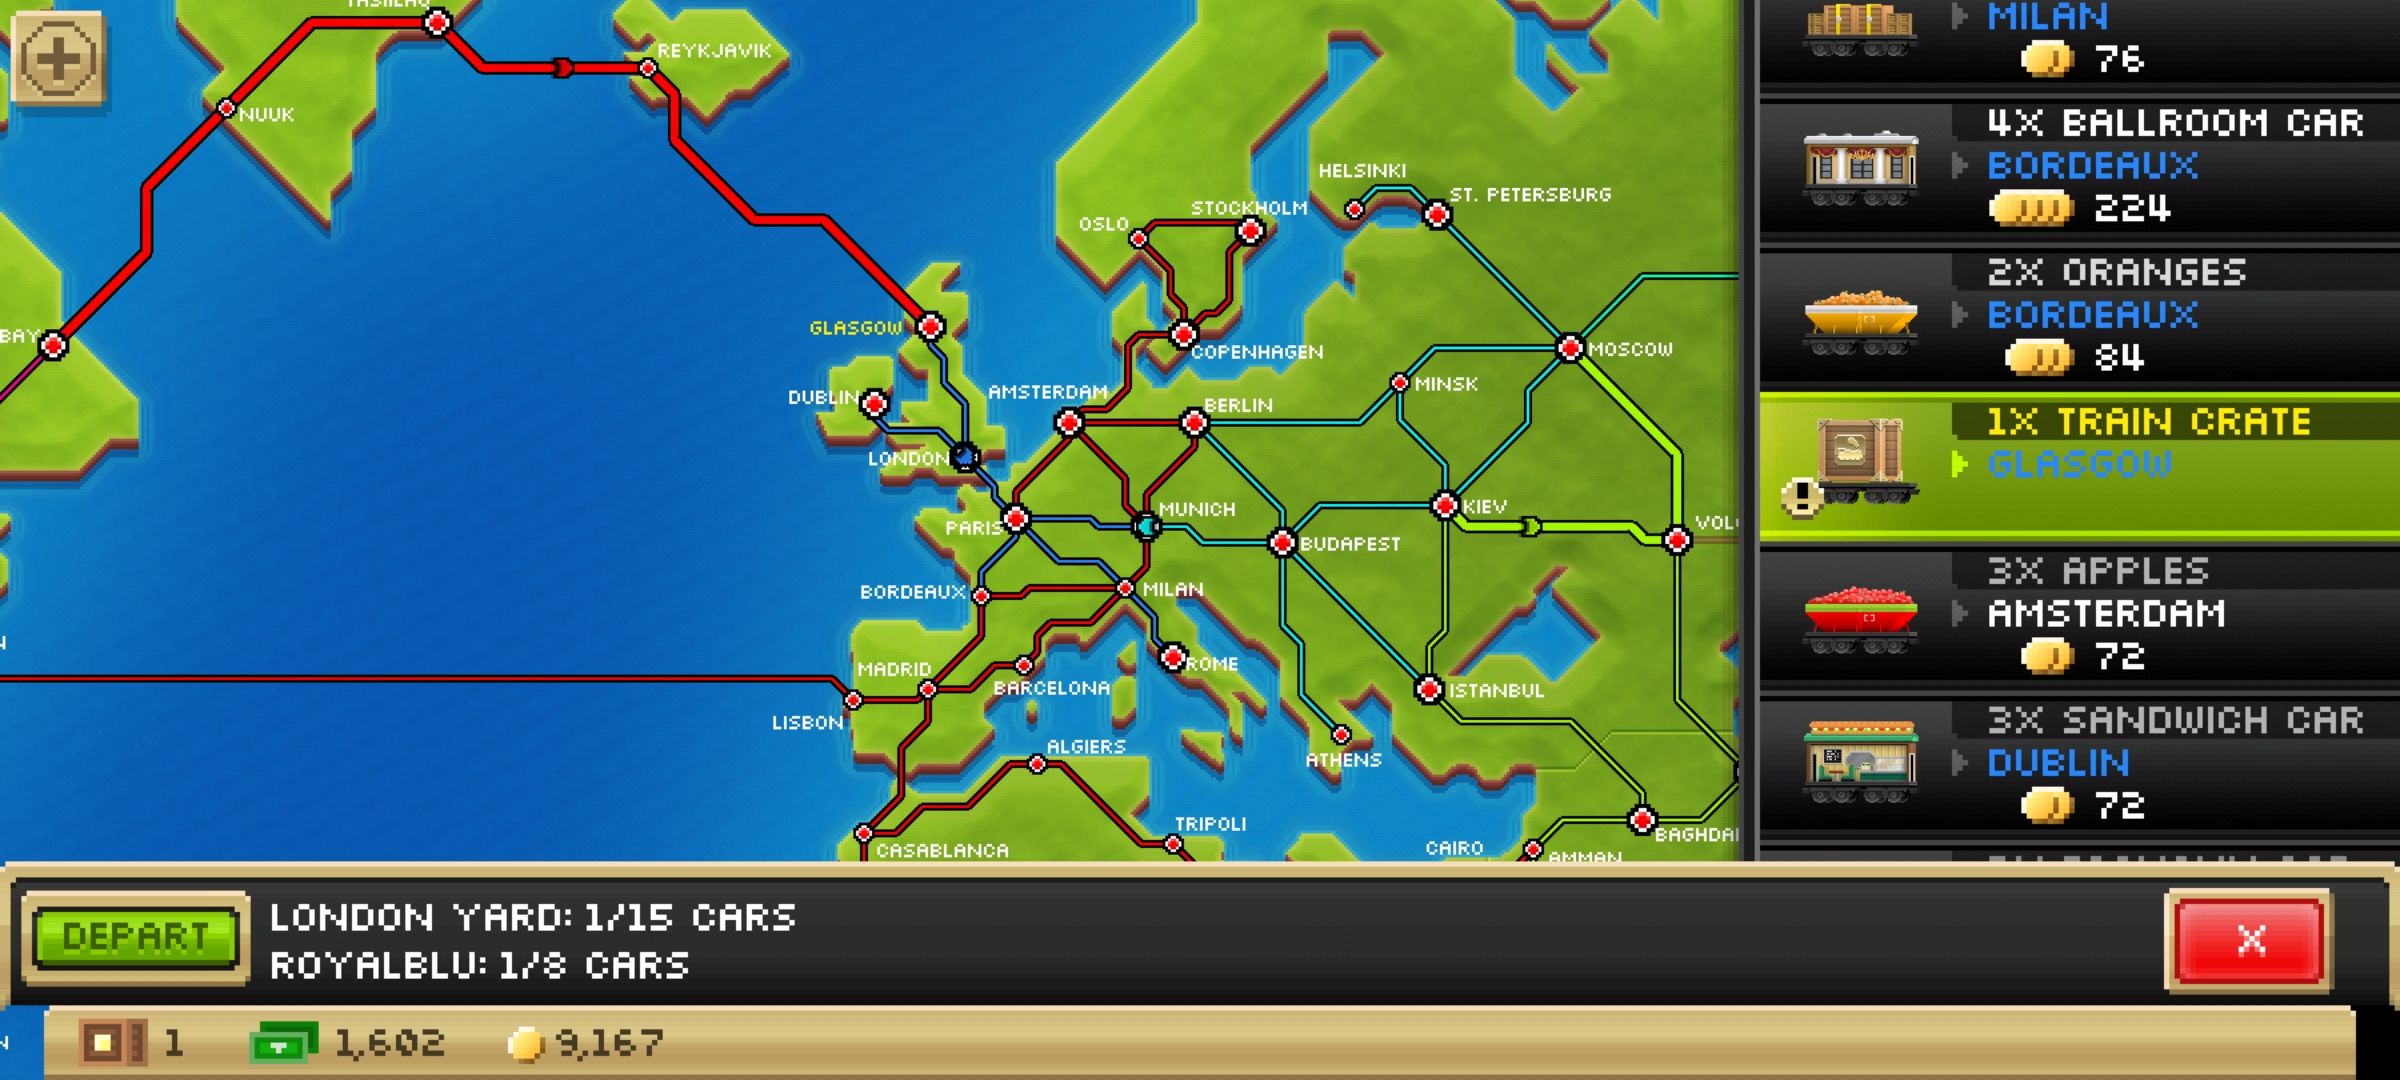 REYKJAVIK
NUUK
HELSINKI
ST. PETERSBURG
STOCKHOLM
OSLO
GLASGOW
BAY
COPENHAGEN
MOSCOW
MINSK
DUBLIN
AMSTERDAM
BERLIN
LONDON
MUNICH
KIEV
PARIS
BUDAPEST
BORDEAUX
MILAN
MADRID
ROME
BARCELONA
ISTANBUL
LISBON
ALGIERS
ATHENS
TRIPOLI
CASABLANCA
CAIRO
AMMAN
MILAN
76
4X BALLROOM CAR
BORDEAUX
224
2X ORANGES
BORDEAUX
84
1X TRAIN CRATE
GLASGOW
3X APPLES
AMSTERDAM
72
3X SANDWICH CAR
DUBLIN
72
DEPART
LONDON YARD: 1/15 CARS
ROYALBLU: 1/8 CARS
X
1
1,602
9,167